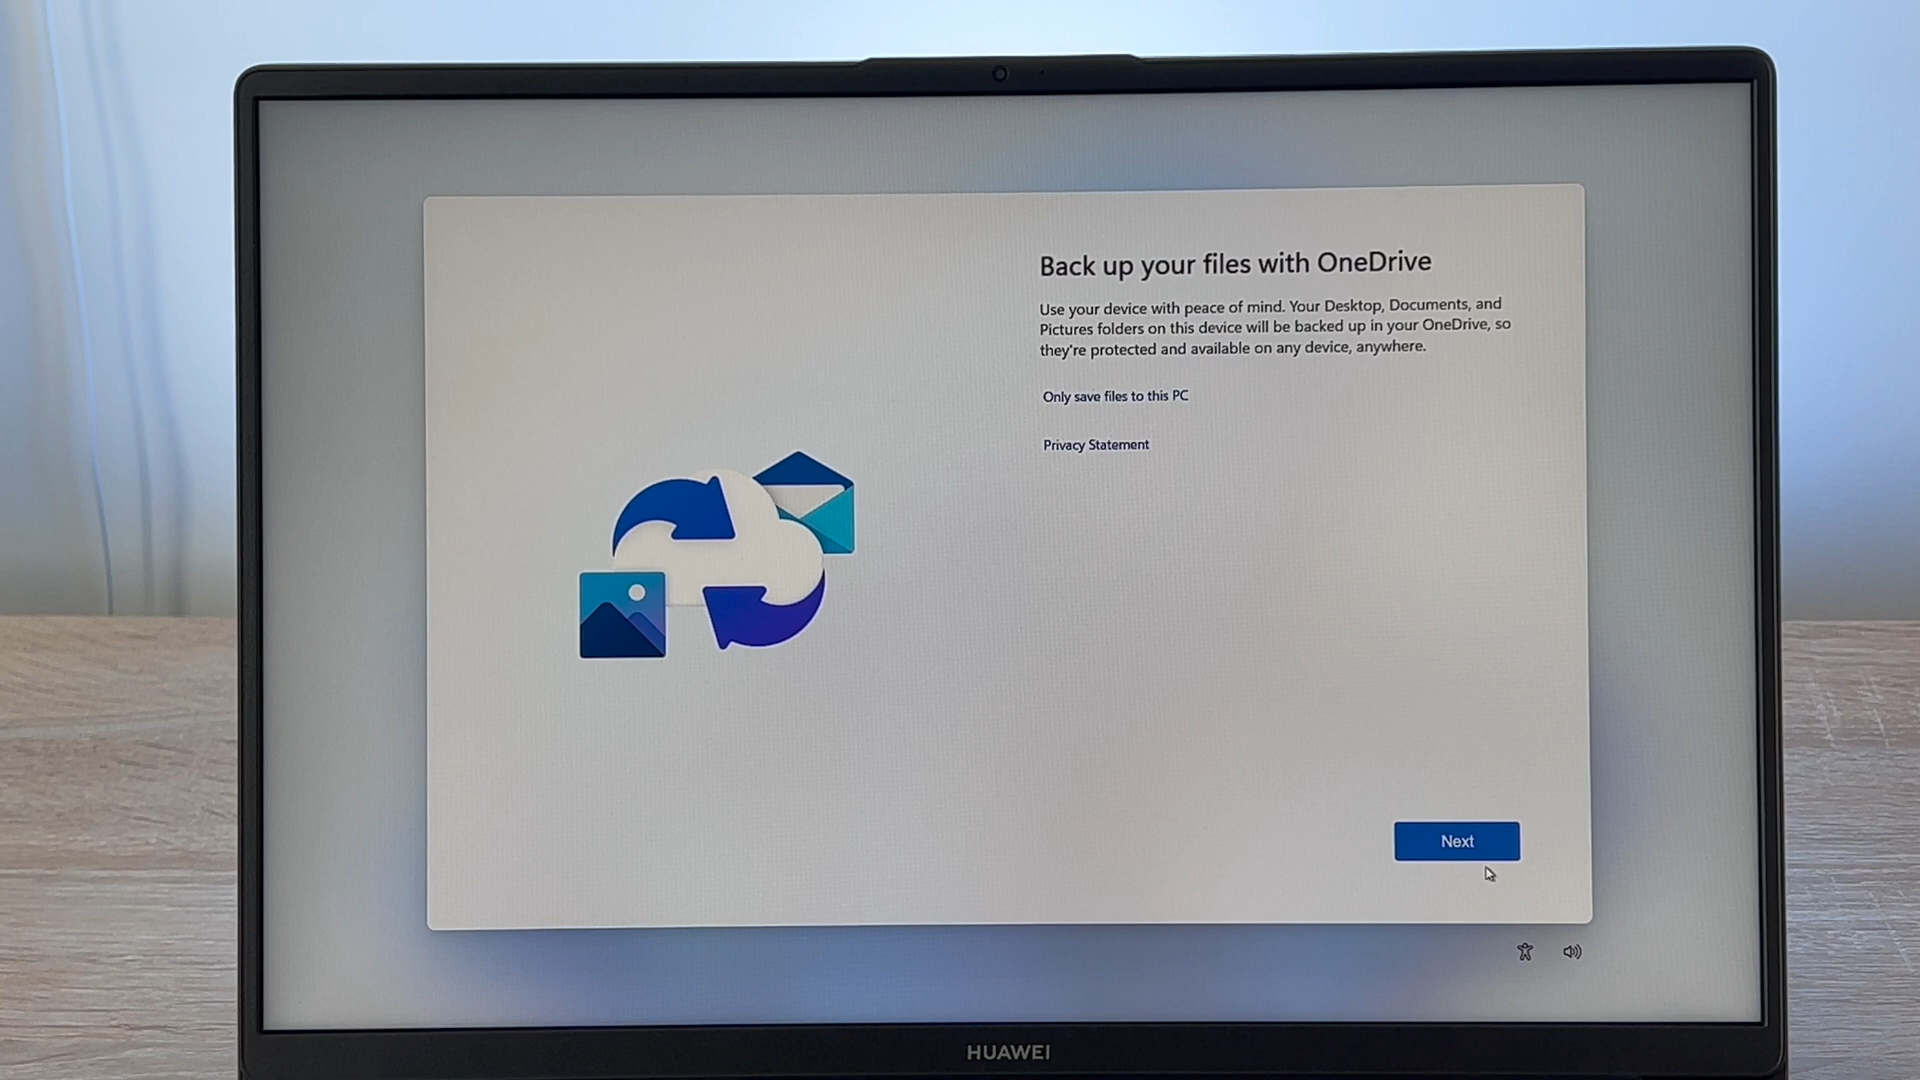 Back up your files with OneDrive
Use your device with peace of mind. Your Desktop, Documents, and
Pictures folders on this device will be backed up in your OneDrive, so
they're protected and available on any device, anywhere.
Only save files to this PC
Privacy Statement
Next
HUAWEI